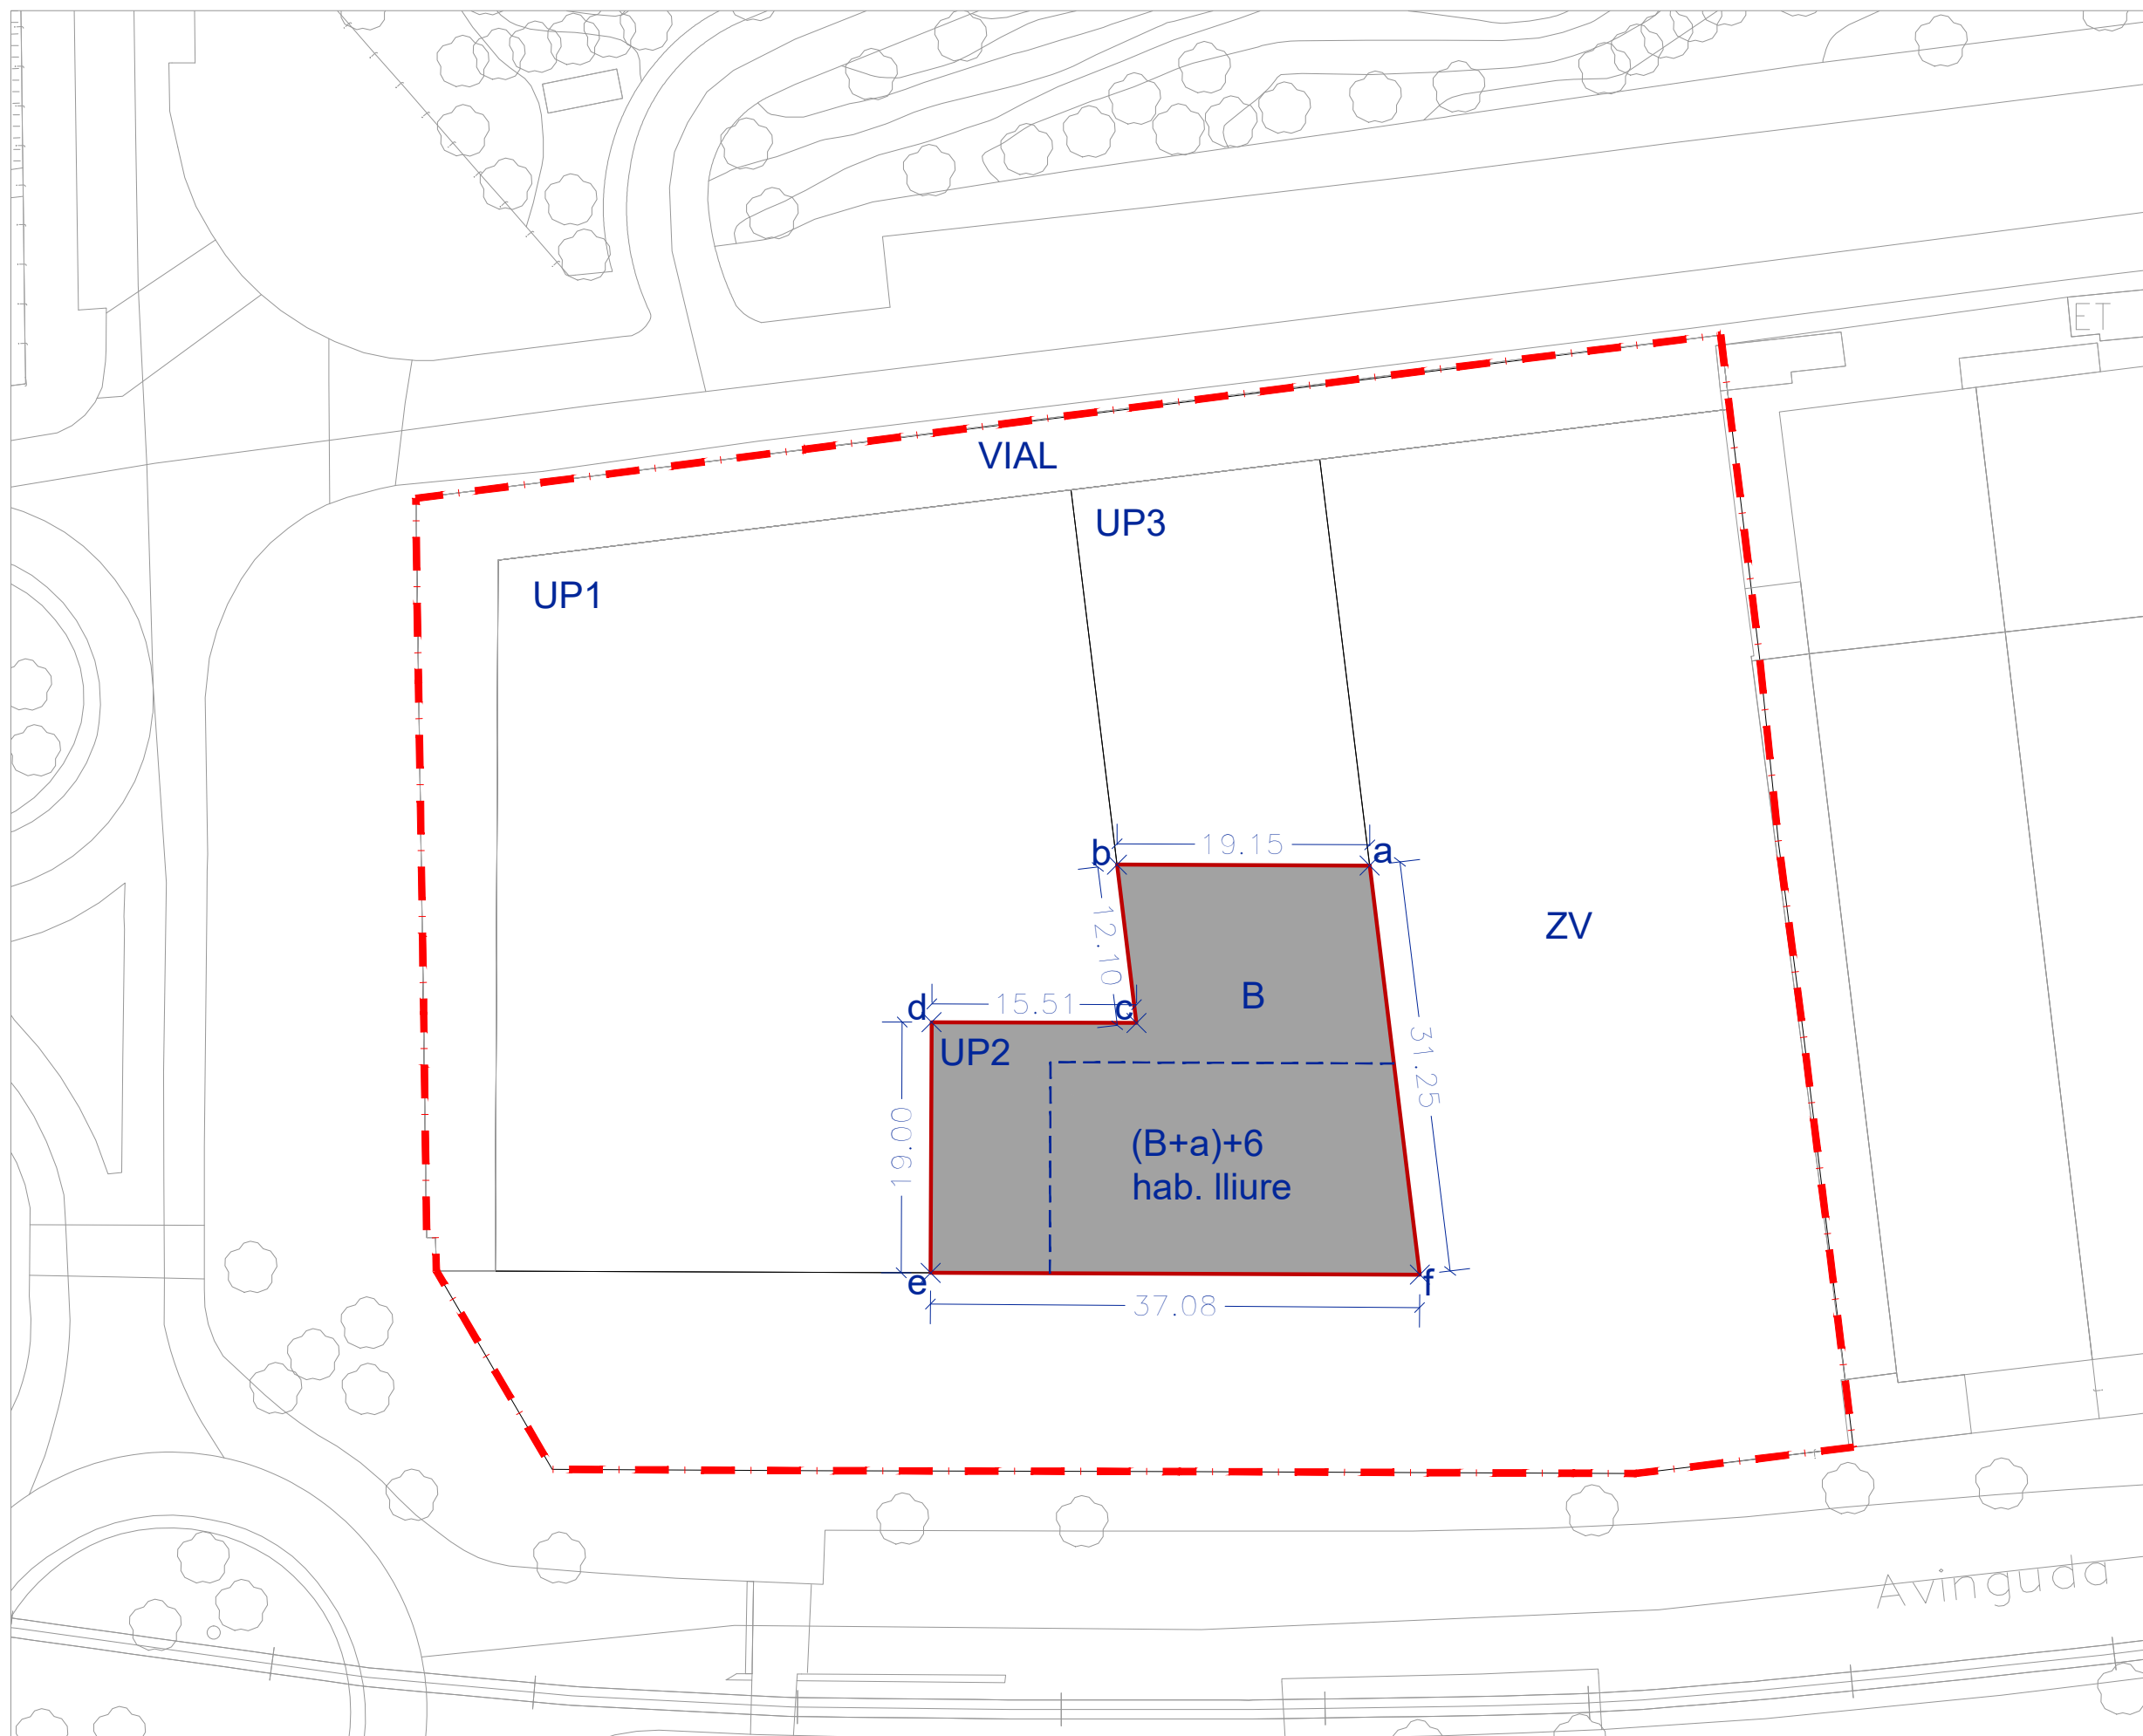 ET
VIAL
UP3
UP1
b
19.15
a
12.10
ZV
d
15.51
c
B
UP2
31.25
19.00
(B+a)+6
hab. lliure
e
f
37.08
Avinguda